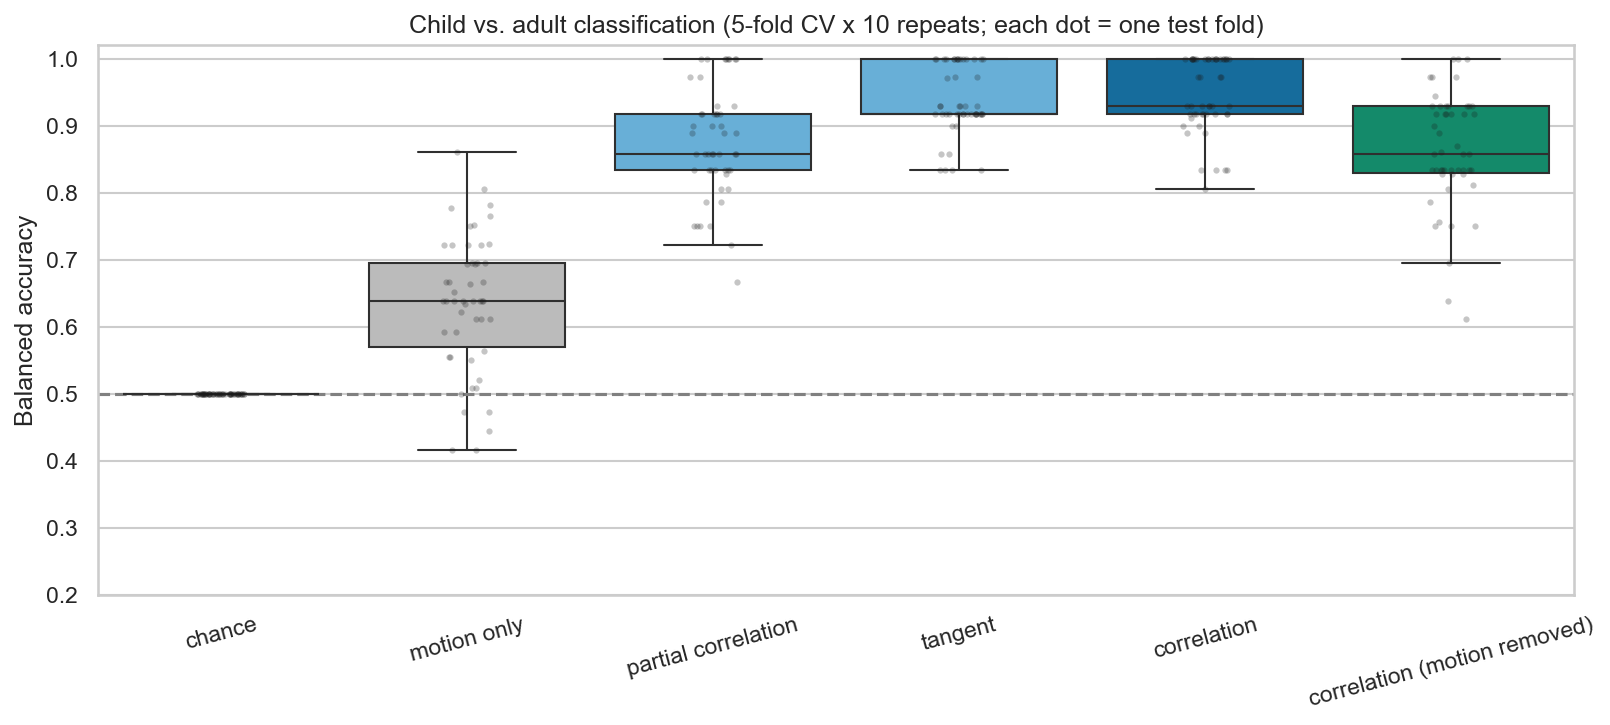 Child vs. adult classification (5-fold CV x 10 repeats; each dot = one test fold)
Balanced accuracy
1.0
0.9
0.8
0.7
0.6
0.5
0.4
0.3
0.2
chance
motion only
partial correlation
tangent
correlation
correlation (motion removed)